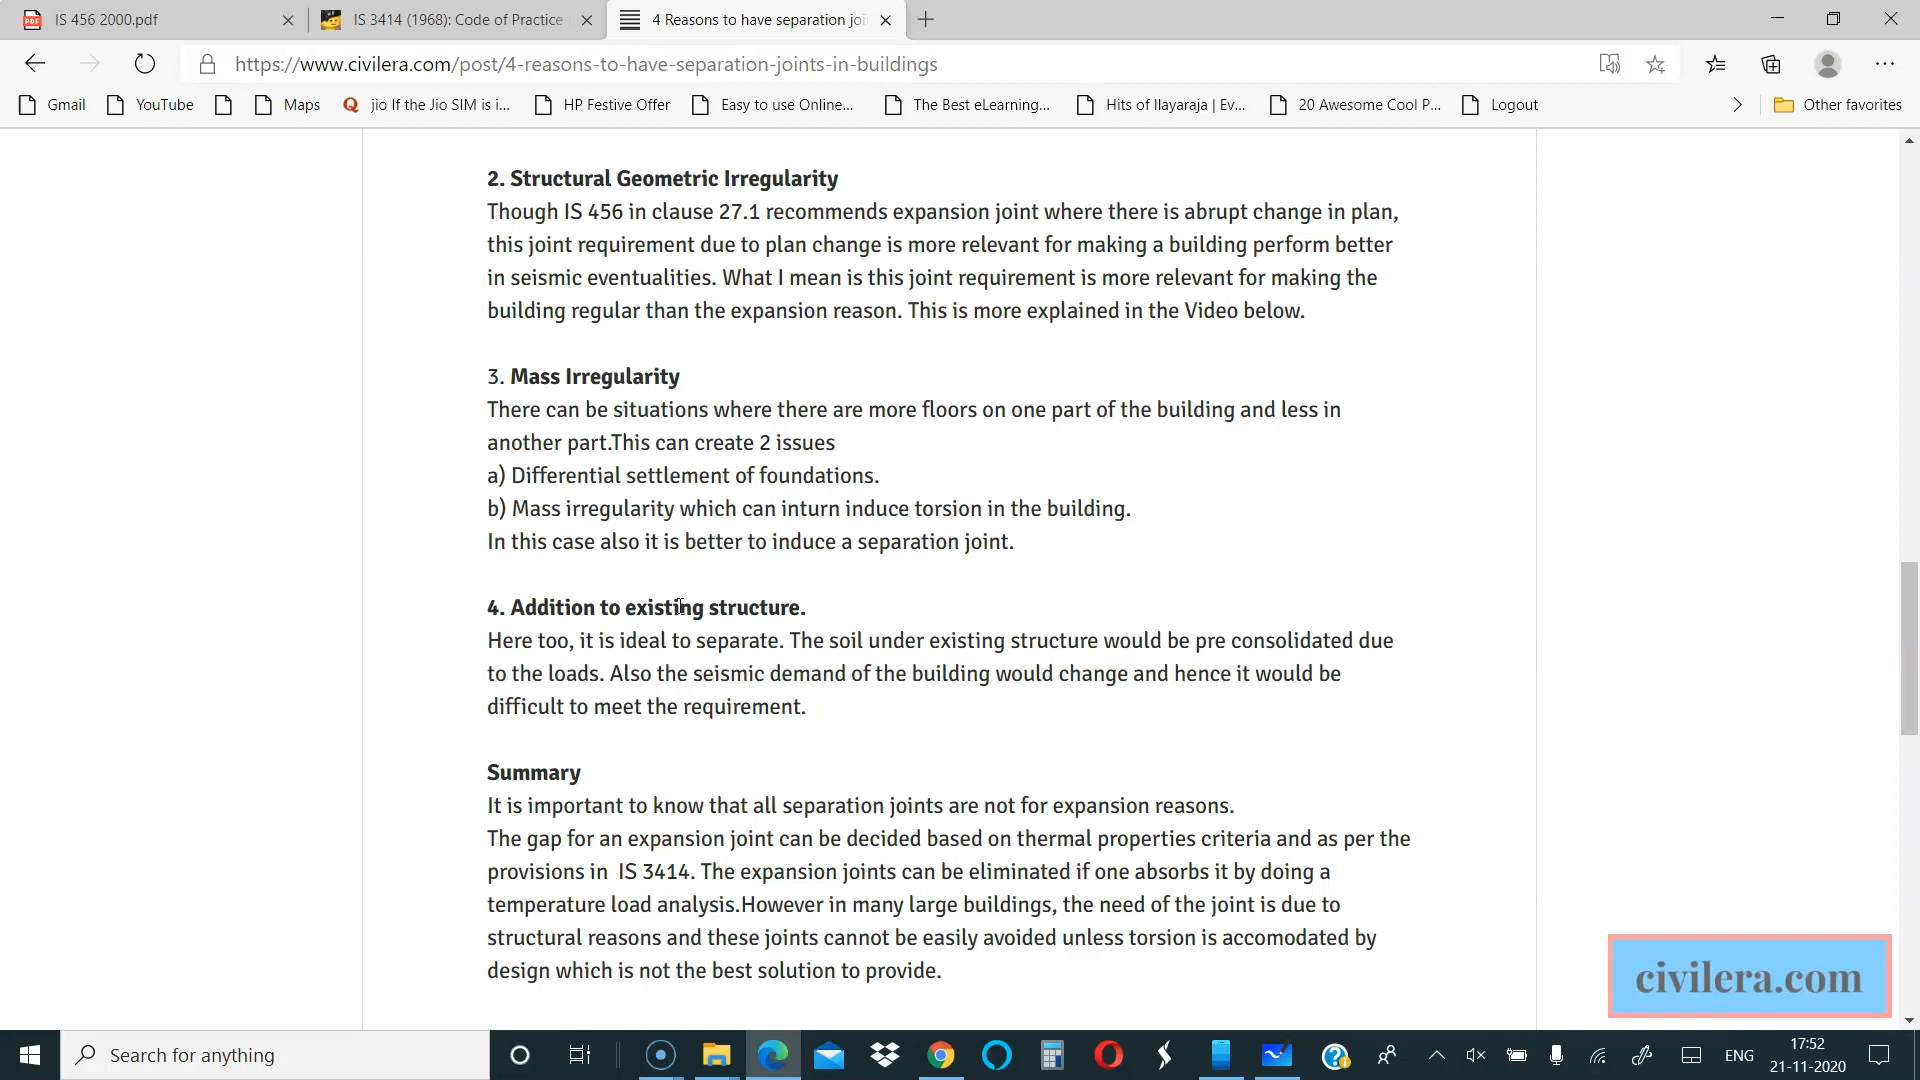 IS 456 2000.pdf
IS 3414 (1968): Code of Practice
4 Reasons to have separation joi
https://www.civilera.com/post/4-reasons-to-have-separation-joints-in-buildings
Gmail
YouTube
Maps
jio If the Jio SIM is i...
HP Festive Offer
Easy to use Online...
The Best eLearning...
Hits of Ilayaraja | Ev...
20 Awesome Cool P...
Logout
Other favorites
2. Structural Geometric Irregularity
Though IS 456 in clause 27.1 recommends expansion joint where there is abrupt change in plan,
this joint requirement due to plan change is more relevant for making a building perform better
in seismic eventualities. What I mean is this joint requirement is more relevant for making the
building regular than the expansion reason. This is more explained in the Video below.
3. Mass Irregularity
There can be situations where there are more floors on one part of the building and less in
another part.This can create 2 issues
a) Differential settlement of foundations.
b) Mass irregularity which can inturn induce torsion in the building.
In this case also it is better to induce a separation joint.
4. Addition to existing structure.
Here too, it is ideal to separate. The soil under existing structure would be pre consolidated due
to the loads. Also the seismic demand of the building would change and hence it would be
difficult to meet the requirement.
Summary
It is important to know that all separation joints are not for expansion reasons.
The gap for an expansion joint can be decided based on thermal properties criteria and as per the
provisions in  IS 3414. The expansion joints can be eliminated if one absorbs it by doing a
temperature load analysis.However in many large buildings, the need of the joint is due to
structural reasons and these joints cannot be easily avoided unless torsion is accomodated by
design which is not the best solution to provide.
civilera.com
Search for anything
ENG
17:52
21-11-2020